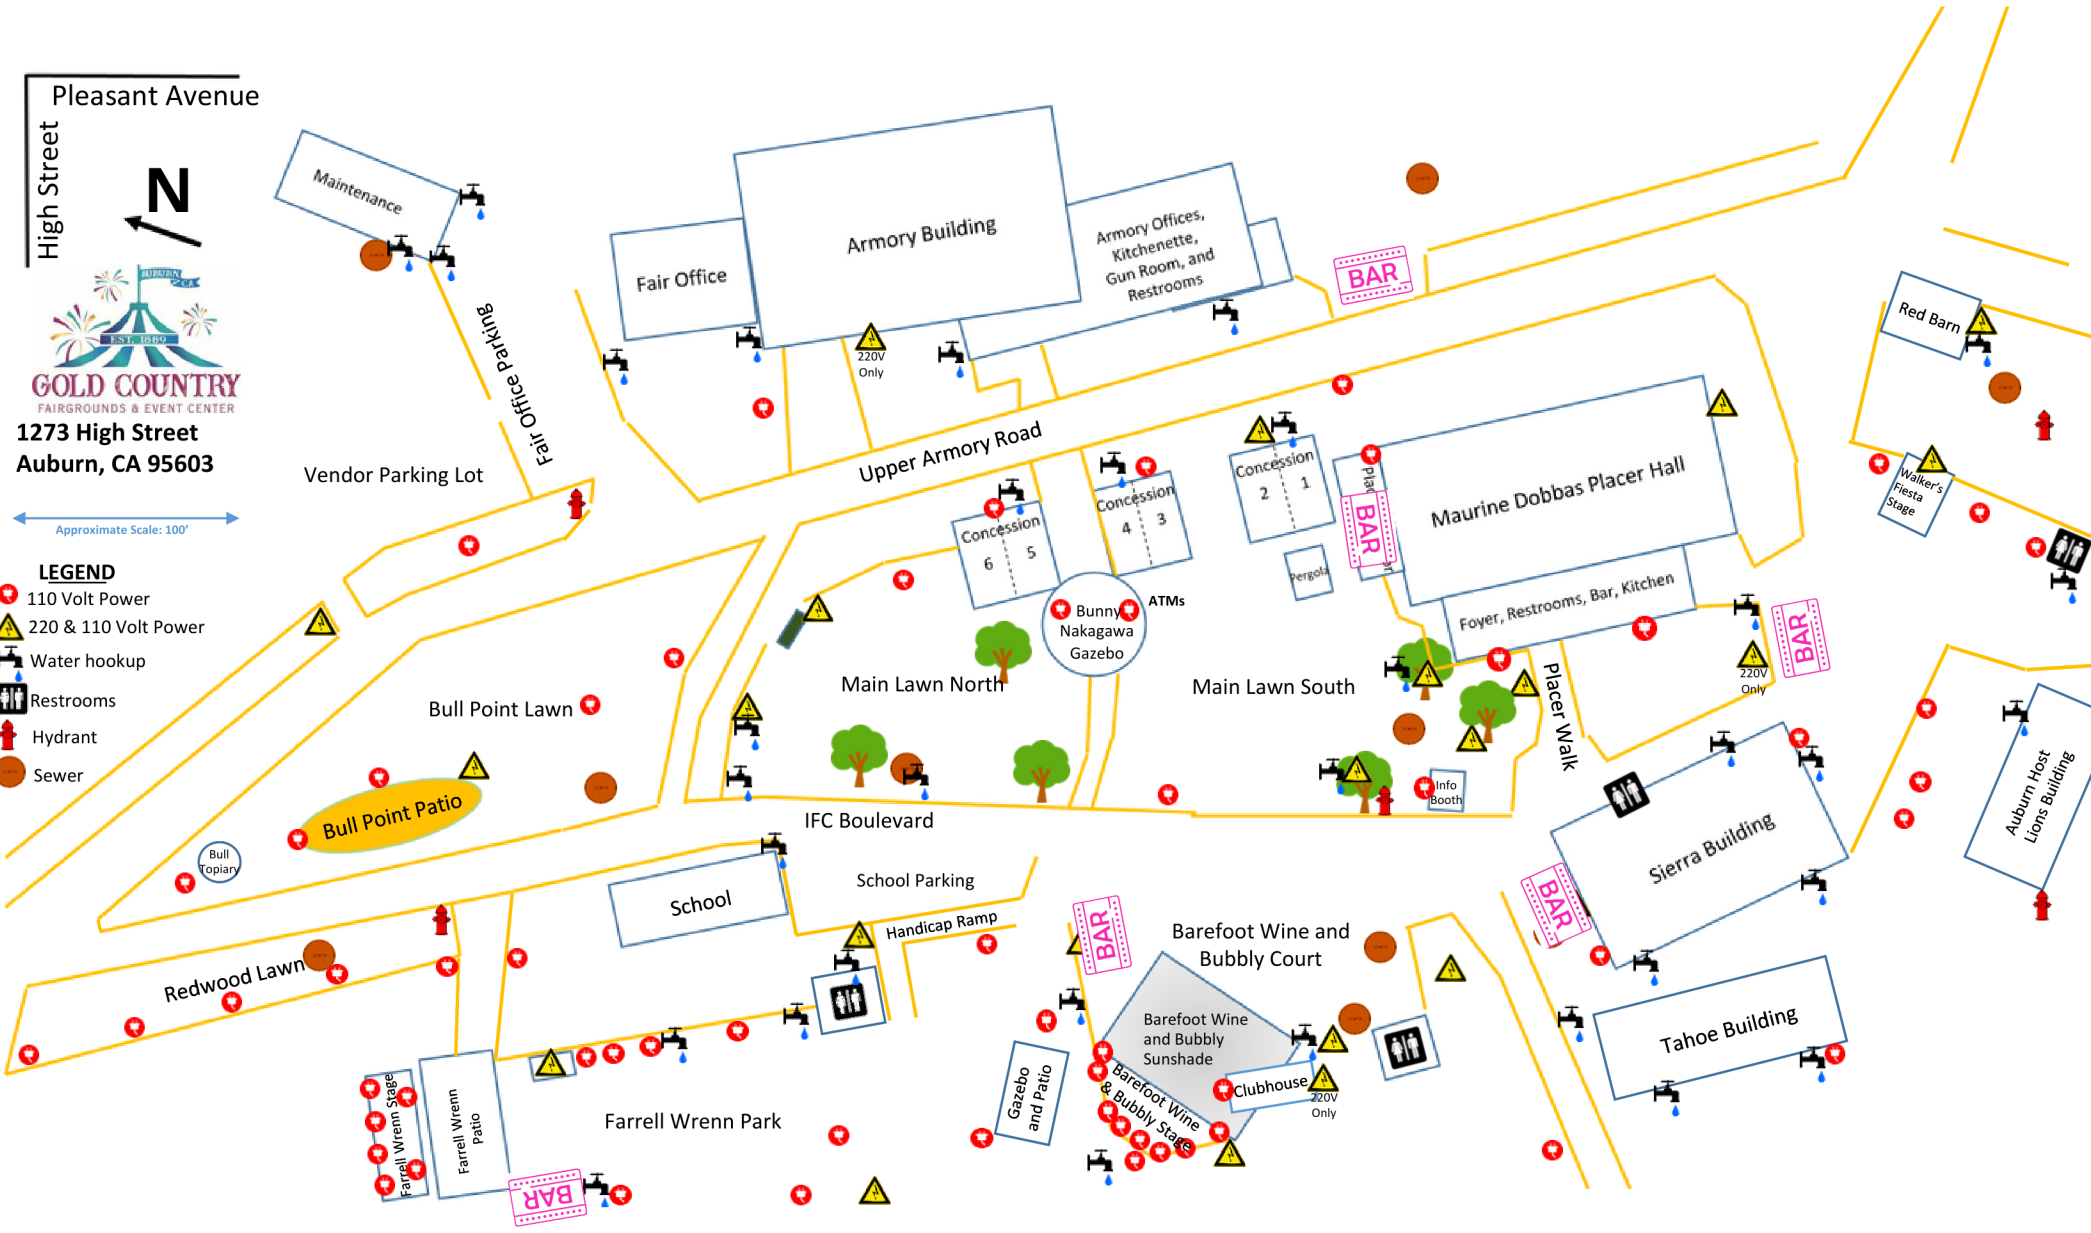 Pleasant Avenue
High Street
N
AUBURN, CA
EST. 1889
GOLD COUNTRY
FAIRGROUNDS & EVENT CENTER
1273 High Street
Auburn, CA 95603
Approximate Scale: 100'
LEGEND
110 Volt Power
220 & 110 Volt Power
Water hookup
Restrooms
Hydrant
Sewer
Maintenance
Fair Office Parking
Vendor Parking Lot
Fair Office
Armory Building
Armory Offices,
Kitchenette,
Gun Room, and
Restrooms
220V
Only
BAR
Upper Armory Road
Red Barn
Walker's
Fiesta
Stage
Concession
6 5
Concession
4 3
Concession
2 1
Pergola
BAR
Maurine Dobbas Placer Hall
Foyer, Restrooms, Bar, Kitchen
BAR
220V
Only
Bunny
Nakagawa
Gazebo
ATMs
Main Lawn North
Main Lawn South
Placer Walk
Info
Booth
Bull Point Lawn
Bull Point Patio
Bull
Topiary
IFC Boulevard
School
School Parking
Handicap Ramp
Redwood Lawn
Farrell Wrenn Stage
Farrell Wrenn
Patio
BAR
Farrell Wrenn Park
Gazebo
and Patio
BAR
Barefoot Wine and
Bubbly Court
Barefoot Wine
and Bubbly
Sunshade
Barefoot Wine
& Bubbly Stage
Clubhouse
220V
Only
BAR
Sierra Building
Tahoe Building
Auburn Host
Lions Building